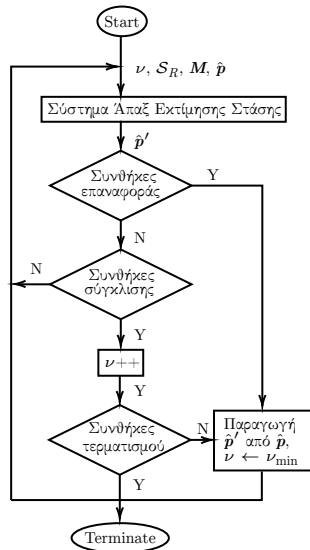 Start
ν, 𝒮_R, M, p̂
Σύστημα Άπαξ Εκτίμησης Στάσης
p̂′
Συνθήκες
επαναφοράς
Y
N
Συνθήκες
σύγκλισης
N
Y
ν++
Y
Συνθήκες
τερματισμού
N
Παραγωγή
p̂′ από p̂,
ν ← ν_min
Y
Terminate